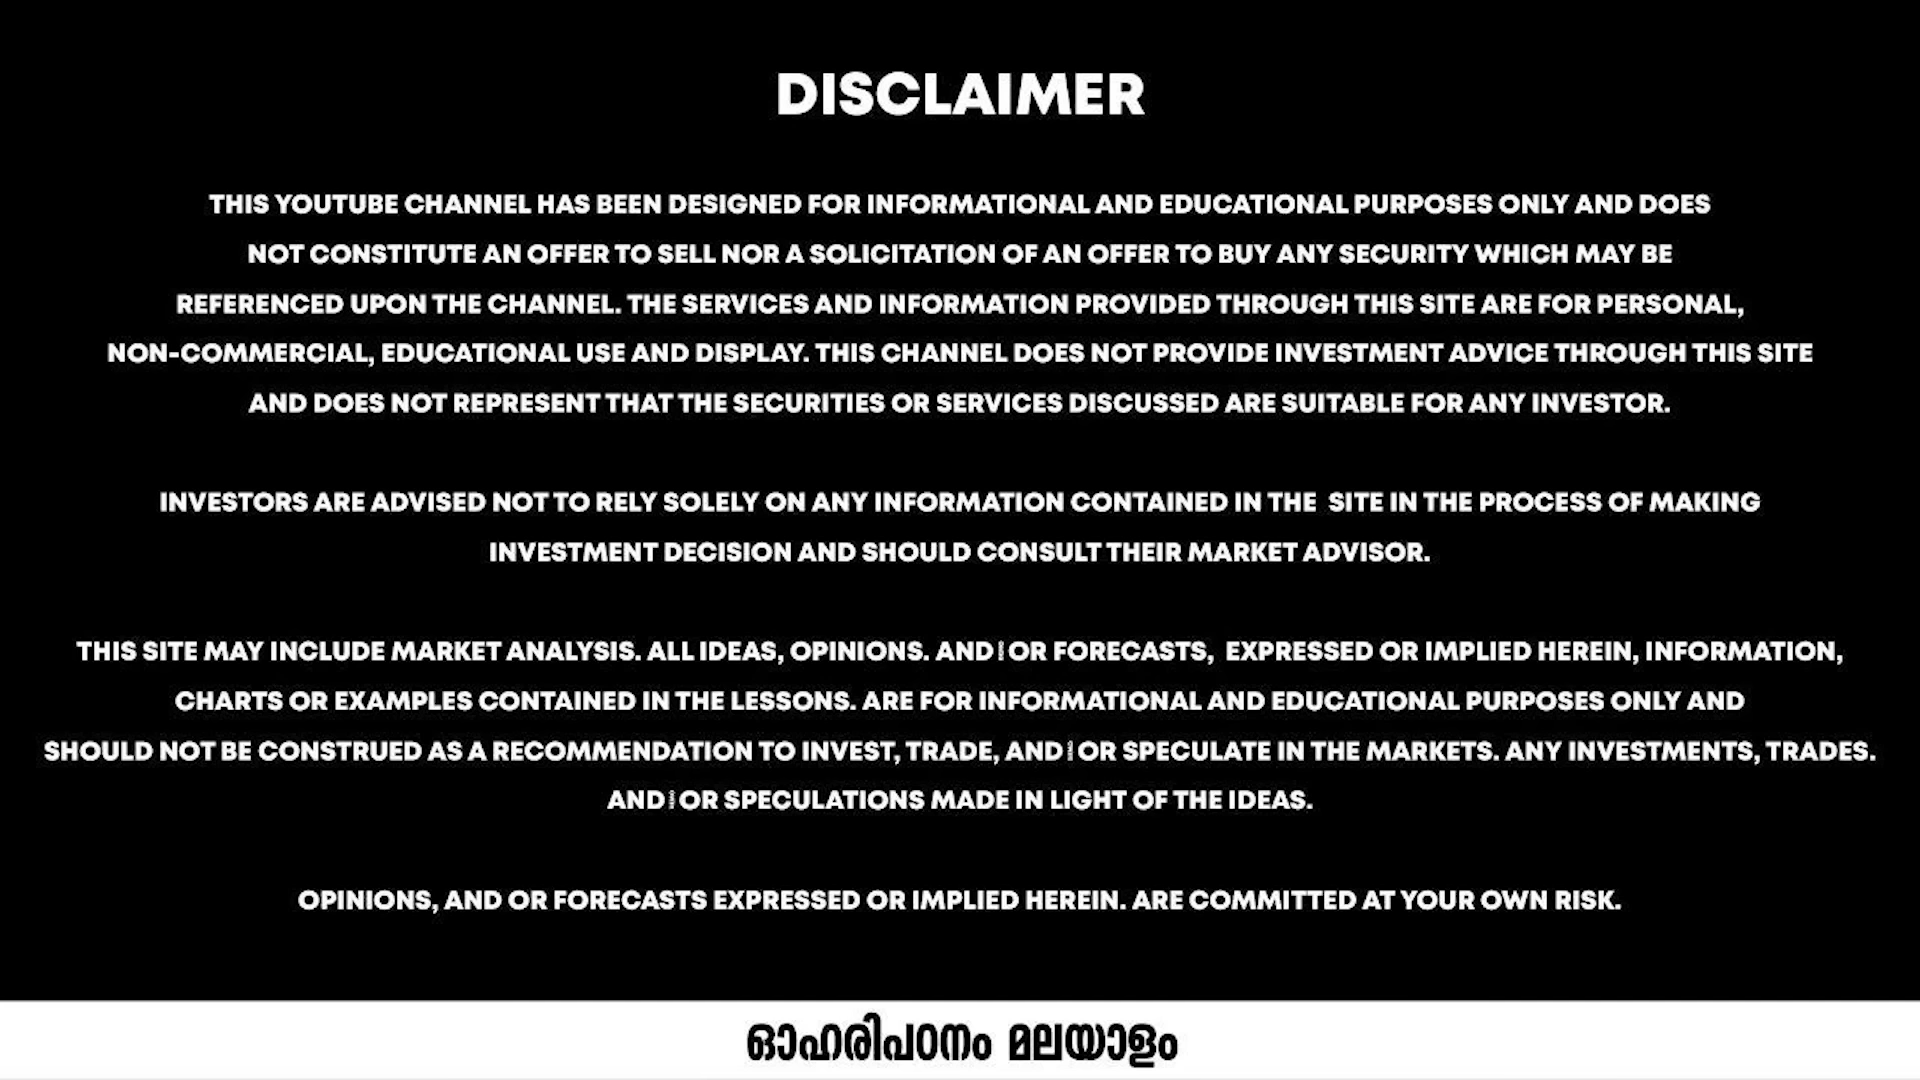 DISCLAIMER
THIS YOUTUBE CHANNEL HAS BEEN DESIGNED FOR INFORMATIONAL AND EDUCATIONAL PURPOSES ONLY AND DOES
NOT CONSTITUTE AN OFFER TO SELL NOR A SOLICITATION OF AN OFFER TO BUY ANY SECURITY WHICH MAY BE
REFERENCED UPON THE CHANNEL. THE SERVICES AND INFORMATION PROVIDED THROUGH THIS SITE ARE FOR PERSONAL,
NON-COMMERCIAL, EDUCATIONAL USE AND DISPLAY. THIS CHANNEL DOES NOT PROVIDE INVESTMENT ADVICE THROUGH THIS SITE
AND DOES NOT REPRESENT THAT THE SECURITIES OR SERVICES DISCUSSED ARE SUITABLE FOR ANY INVESTOR.
INVESTORS ARE ADVISED NOT TO RELY SOLELY ON ANY INFORMATION CONTAINED IN THE SITE IN THE PROCESS OF MAKING
INVESTMENT DECISION AND SHOULD CONSULT THEIR MARKET ADVISOR.
THIS SITE MAY INCLUDE MARKET ANALYSIS. ALL IDEAS, OPINIONS. AND OR FORECASTS, EXPRESSED OR IMPLIED HEREIN, INFORMATION,
CHARTS OR EXAMPLES CONTAINED IN THE LESSONS. ARE FOR INFORMATIONAL AND EDUCATIONAL PURPOSES ONLY AND
SHOULD NOT BE CONSTRUED AS A RECOMMENDATION TO INVEST, TRADE, AND OR SPECULATE IN THE MARKETS. ANY INVESTMENTS, TRADES.
AND OR SPECULATIONS MADE IN LIGHT OF THE IDEAS.
OPINIONS, AND OR FORECASTS EXPRESSED OR IMPLIED HEREIN. ARE COMMITTED AT YOUR OWN RISK.
ഓഹരിപഠനം മലയാളം